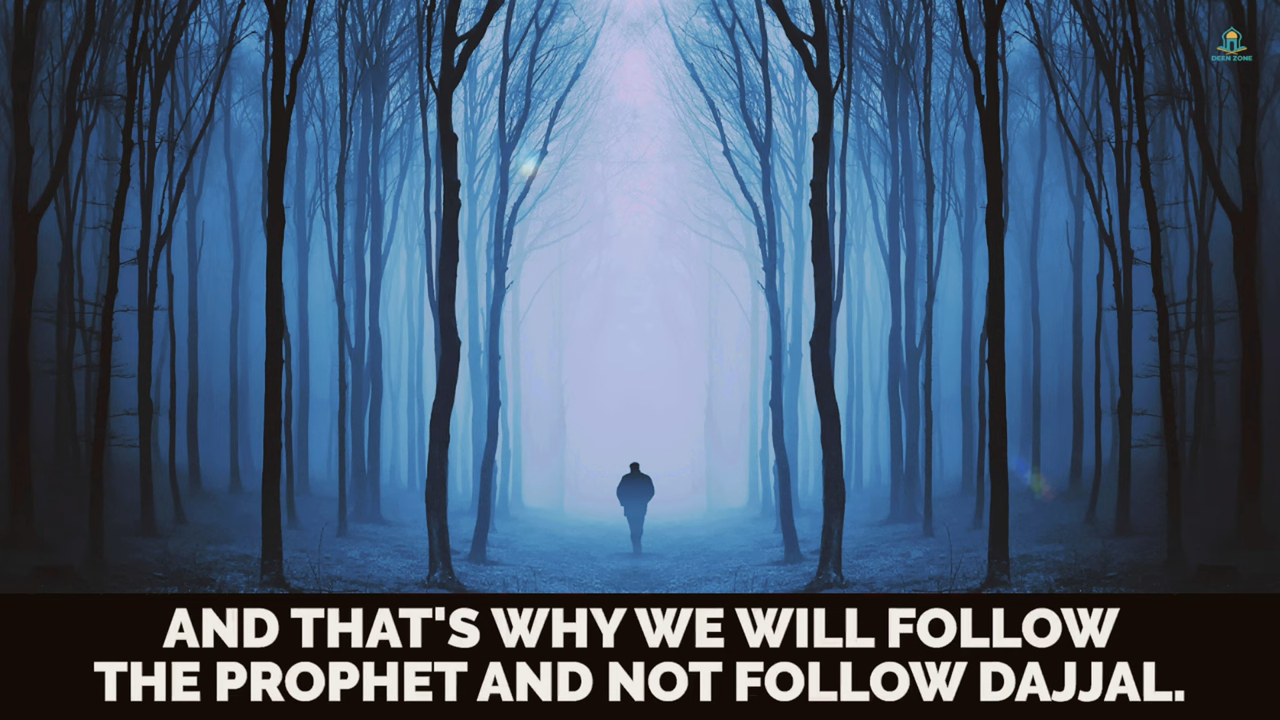 DEEN ZONE
AND THAT'S WHY WE WILL FOLLOW
THE PROPHET AND NOT FOLLOW DAJJAL.